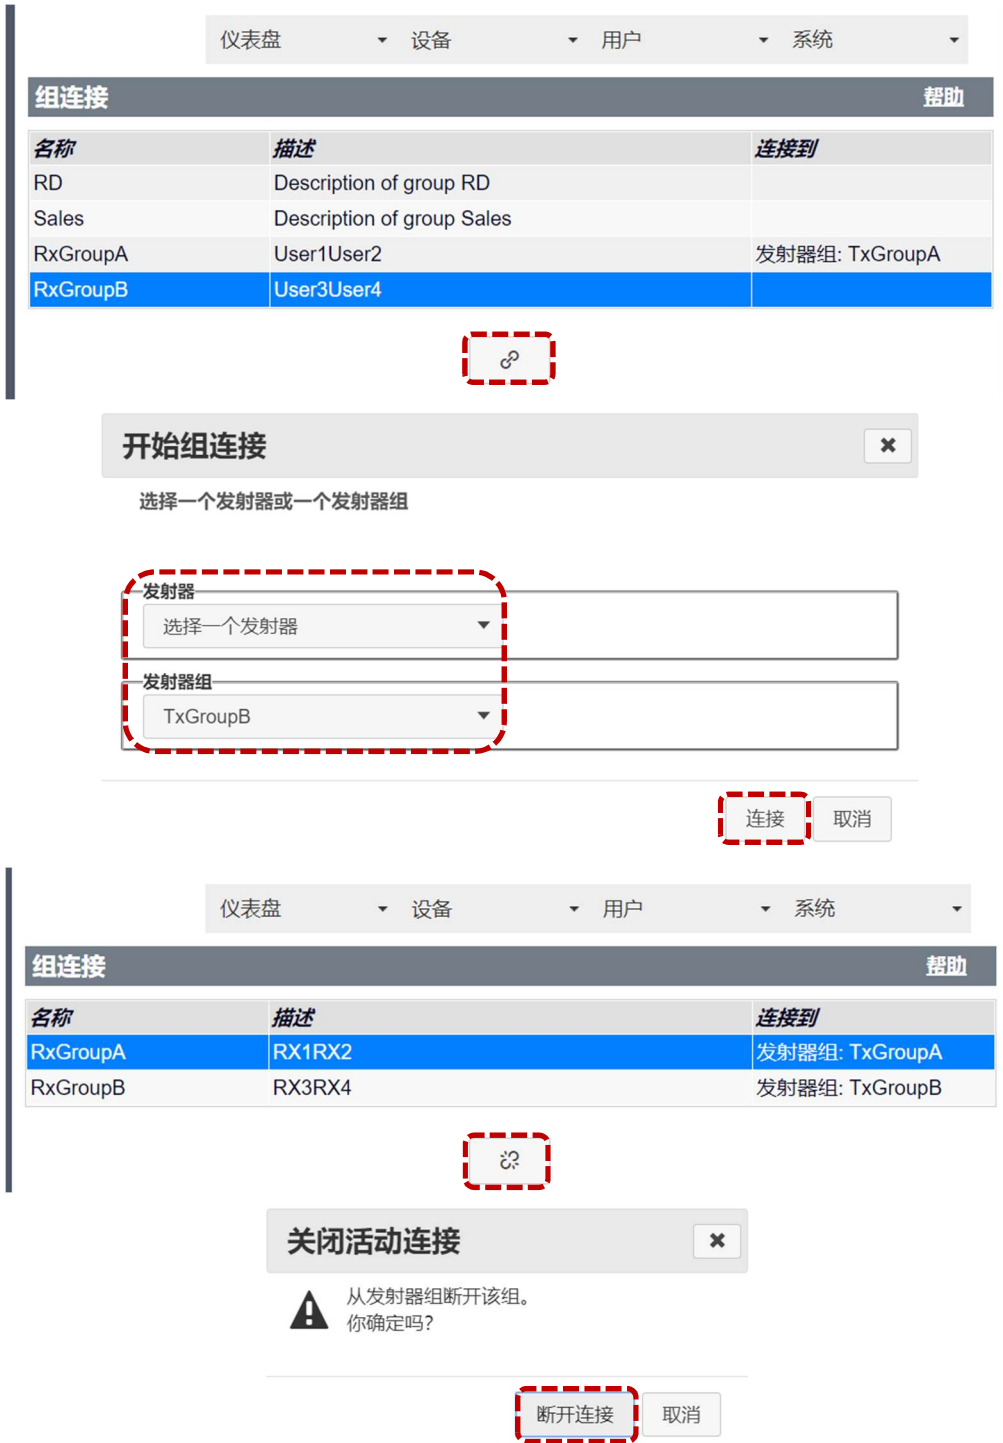 仪表盘 设备 用户 系统
组连接 帮助
名称 描述 连接到
RD Description of group RD
Sales Description of group Sales
RxGroupA User1User2 发射器组: TxGroupA
RxGroupB User3User4
开始组连接
选择一个发射器或一个发射器组
发射器
选择一个发射器
发射器组
TxGroupB
连接 取消
仪表盘 设备 用户 系统
组连接 帮助
名称 描述 连接到
RxGroupA RX1RX2 发射器组: TxGroupA
RxGroupB RX3RX4 发射器组: TxGroupB
关闭活动连接
从发射器组断开该组。
你确定吗?
断开连接 取消